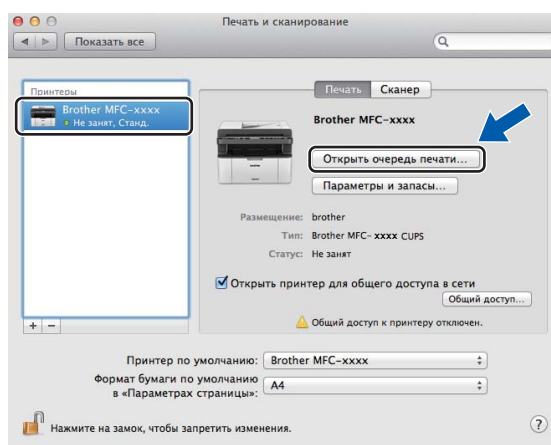 Печать и сканирование
Показать все
Принтеры
Brother MFC-xxxx
Не занят, Станд.
Печать Сканер
Brother MFC-xxxx
Открыть очередь печати...
Параметры и запасы...
Размещение: brother
Тип: Brother MFC- xxxx CUPS
Статус: Не занят
Открыть принтер для общего доступа в сети
Общий доступ...
Общий доступ к принтеру отключен.
+ −
Принтер по умолчанию: Brother MFC-xxxx
Формат бумаги по умолчанию
в «Параметрах страницы»: A4
Нажмите на замок, чтобы запретить изменения.
?